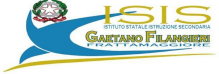 ISIS
ISTITUTO STATALE ISTRUZIONE SECONDARIA
GAETANO FILANGIERI
FRATTAMAGGIORE